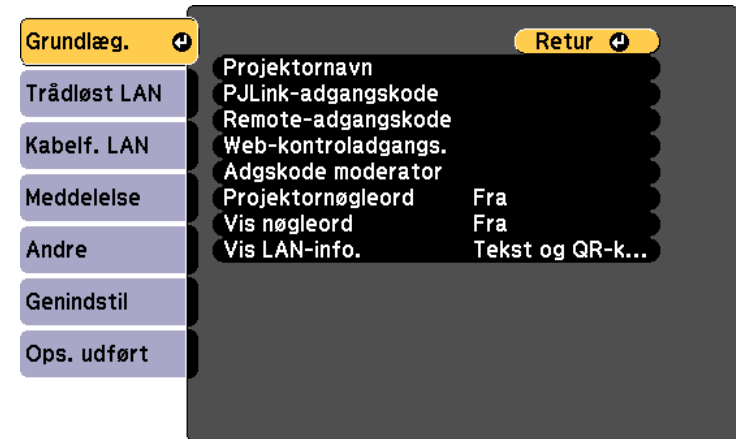 Grundlæg.
Trådløst LAN
Kabelf. LAN
Meddelelse
Andre
Genindstil
Ops. udført
Retur
Projektornavn
PJLink-adgangskode
Remote-adgangskode
Web-kontroladgangs.
Adgskode moderator
Projektornøgleord Fra
Vis nøgleord Fra
Vis LAN-info. Tekst og QR-k...